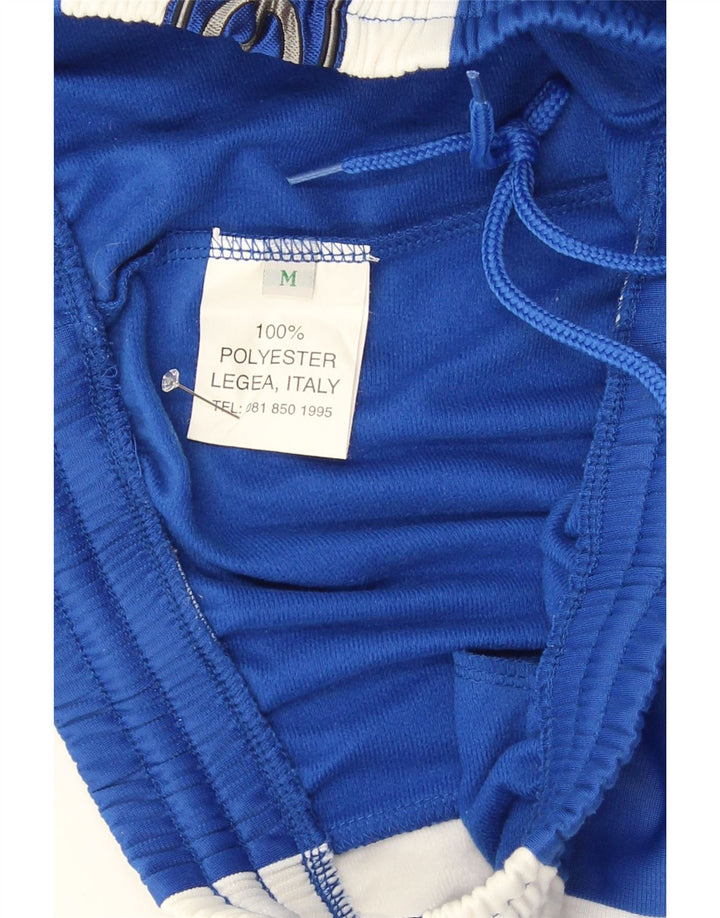 M
100%
POLYESTER
LEGEA, ITALY
TEL: 081 850 1995